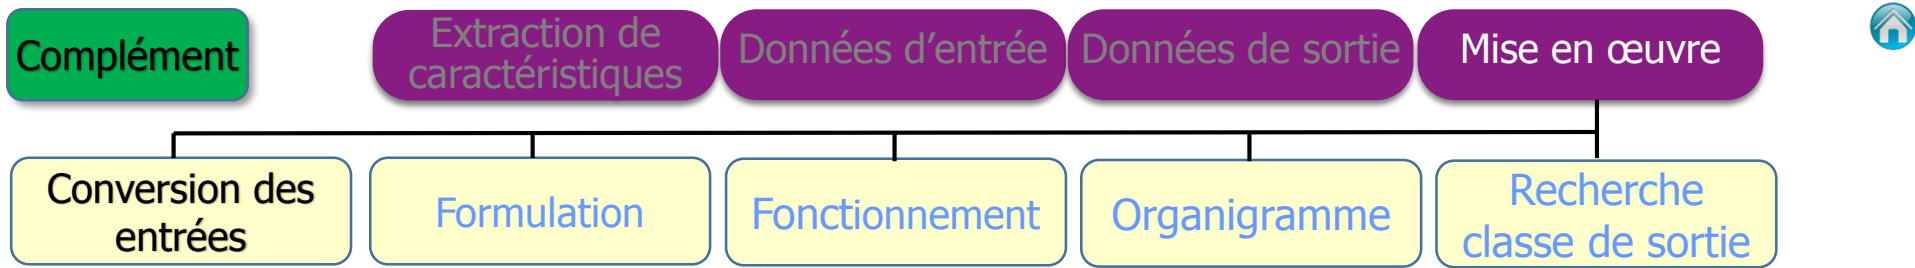 Complément
Extraction de
caractéristiques
Données d’entrée
Données de sortie
Mise en œuvre
Conversion des
entrées
Formulation
Fonctionnement
Organigramme
Recherche
classe de sortie